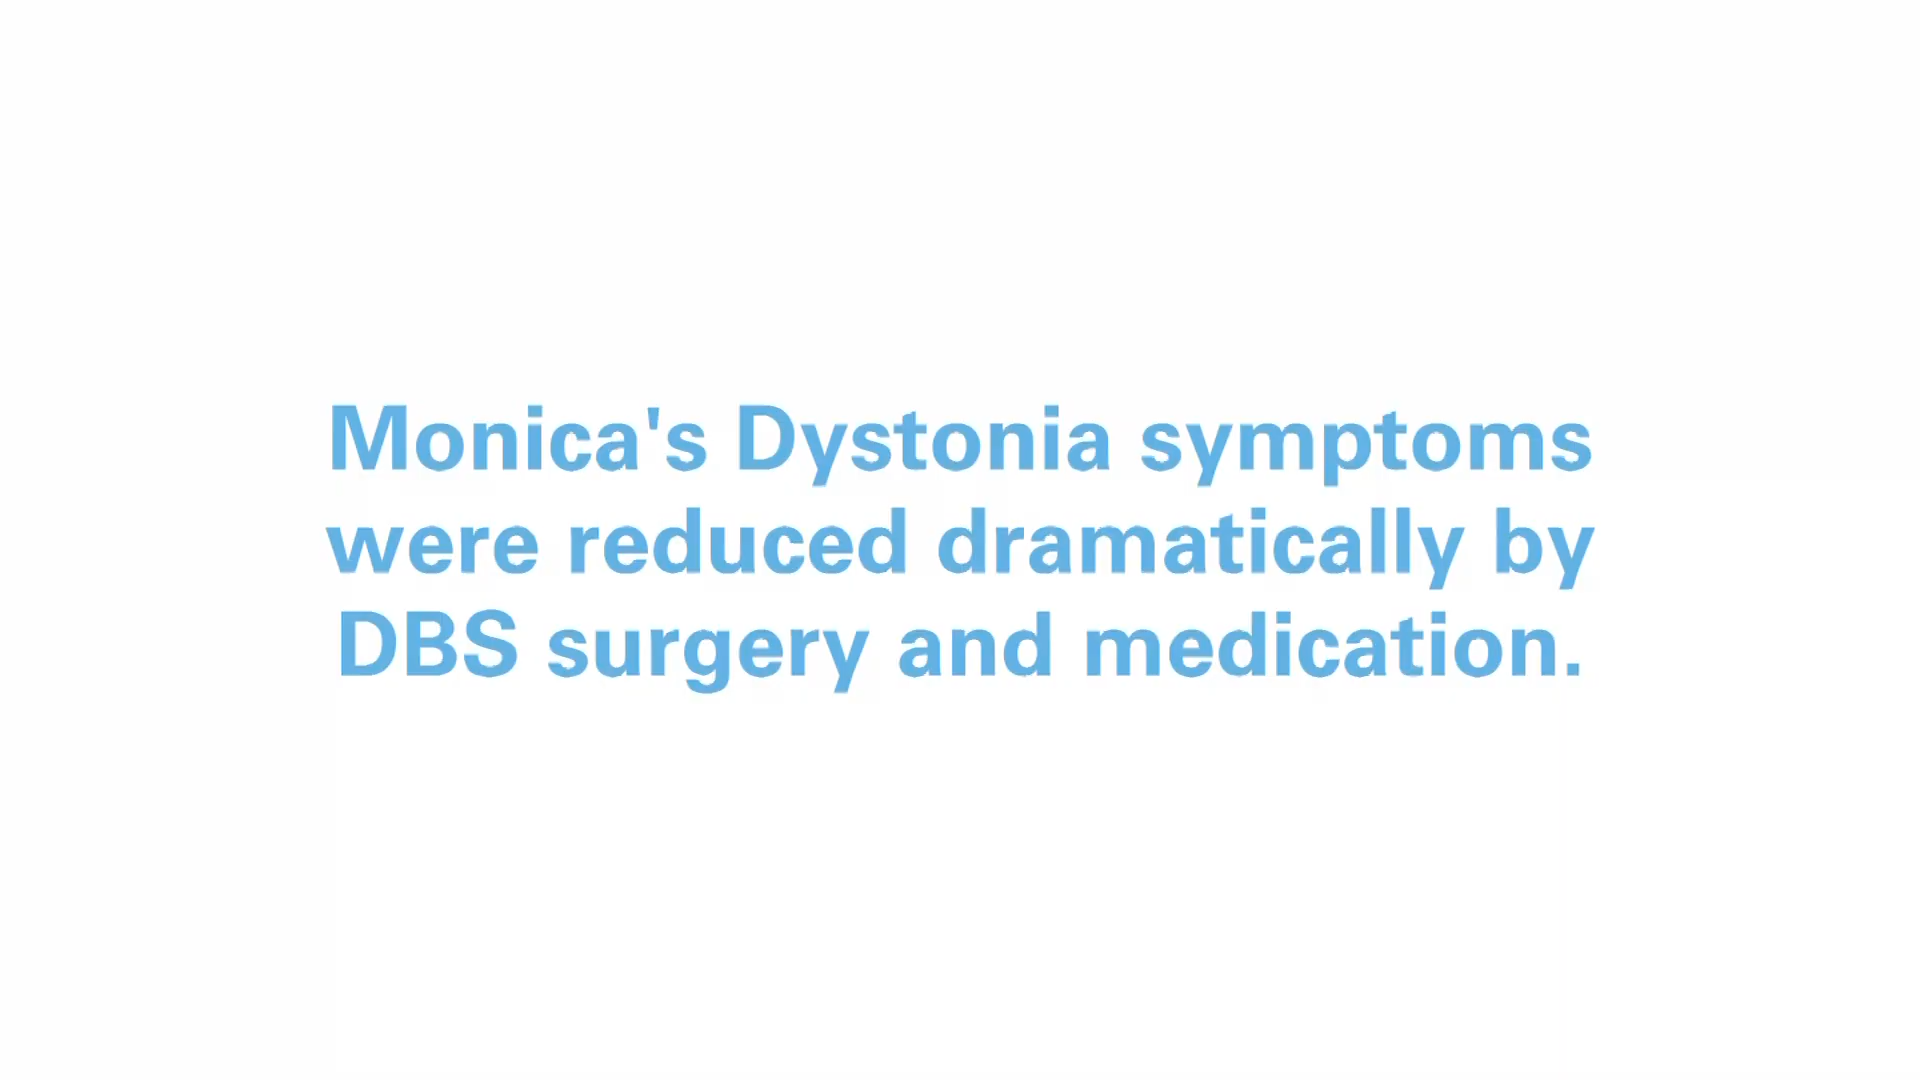 Monica's Dystonia symptoms
were reduced dramatically by
DBS surgery and medication.